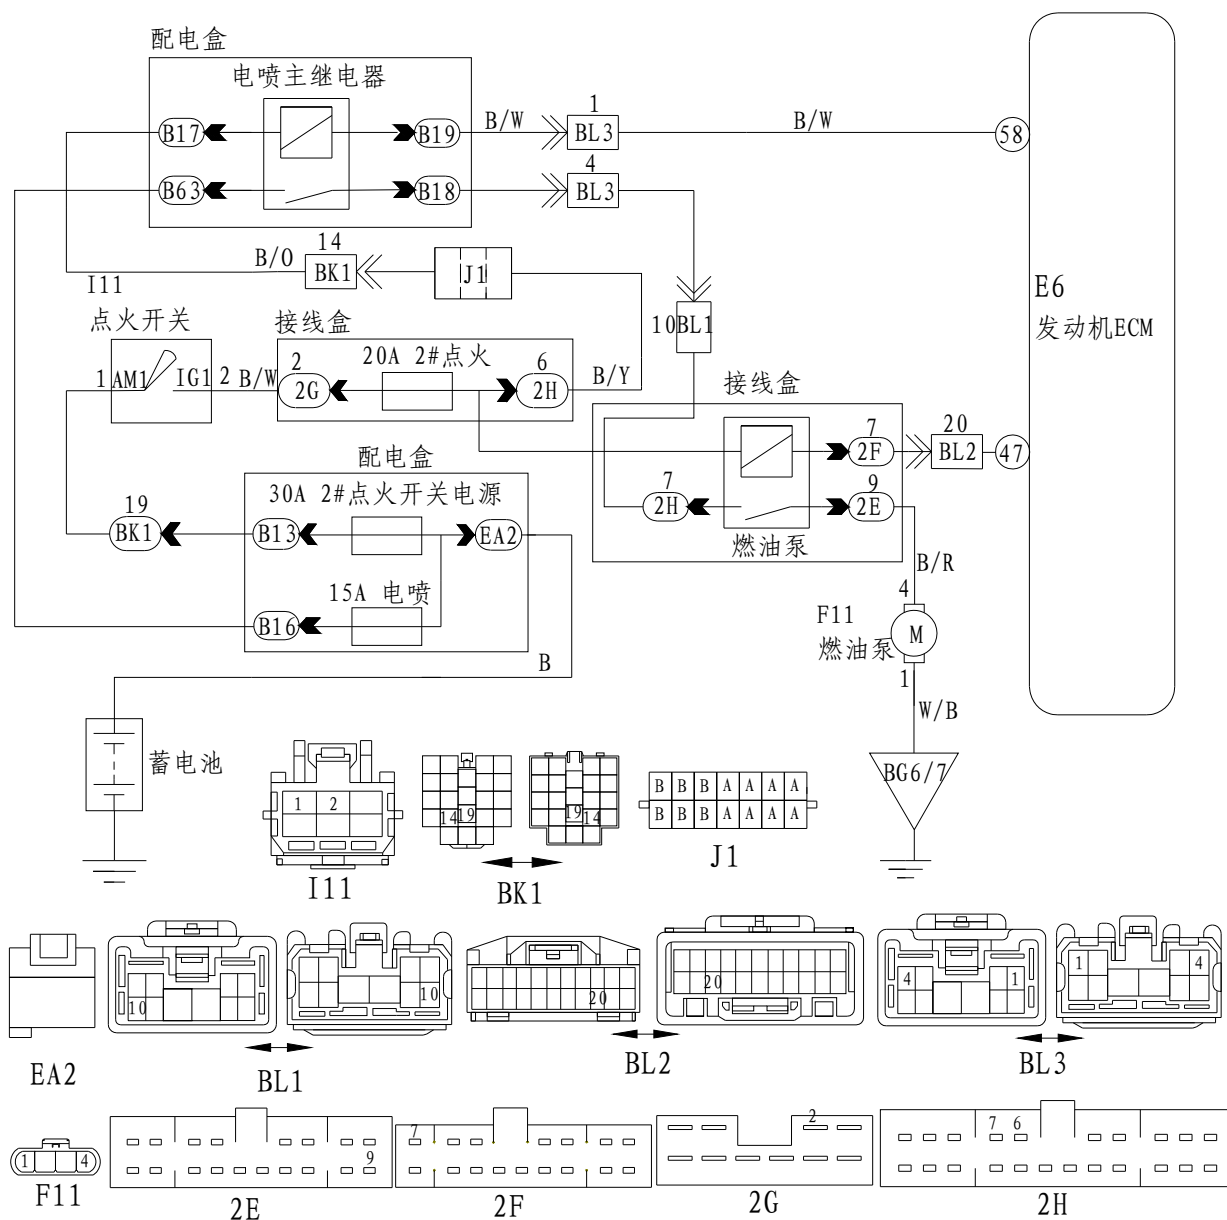 配电盒
电喷主继电器
B17
B19
B/W
1
BL3
B/W
58
B63
B18
4
BL3
B/O
14
BK1
J1
I11
点火开关
1
AM1
IG1
2
B/W
接线盒
2
2G
20A 2#点火
6
2H
B/Y
10
BL1
E6
发动机ECM
接线盒
7
2F
20
BL2
47
7
2H
9
2E
燃油泵
配电盒
30A 2#点火开关电源
19
BK1
B13
EA2
15A 电喷
B16
B
B/R
4
F11
燃油泵
M
1
W/B
BG6/7
蓄电池
1 2
I11
14 19
19 14
BK1
B B B A A A A
B B B A A A A
J1
EA2
10
10
BL1
20
20
BL2
4 1
1 4
BL3
1 4
F11
9
2E
7
2F
2
2G
7 6
2H